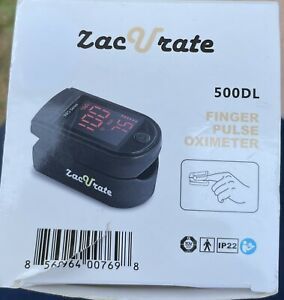 Zacurate
500DL
FINGER
PULSE
OXIMETER
Zacurate
IP22